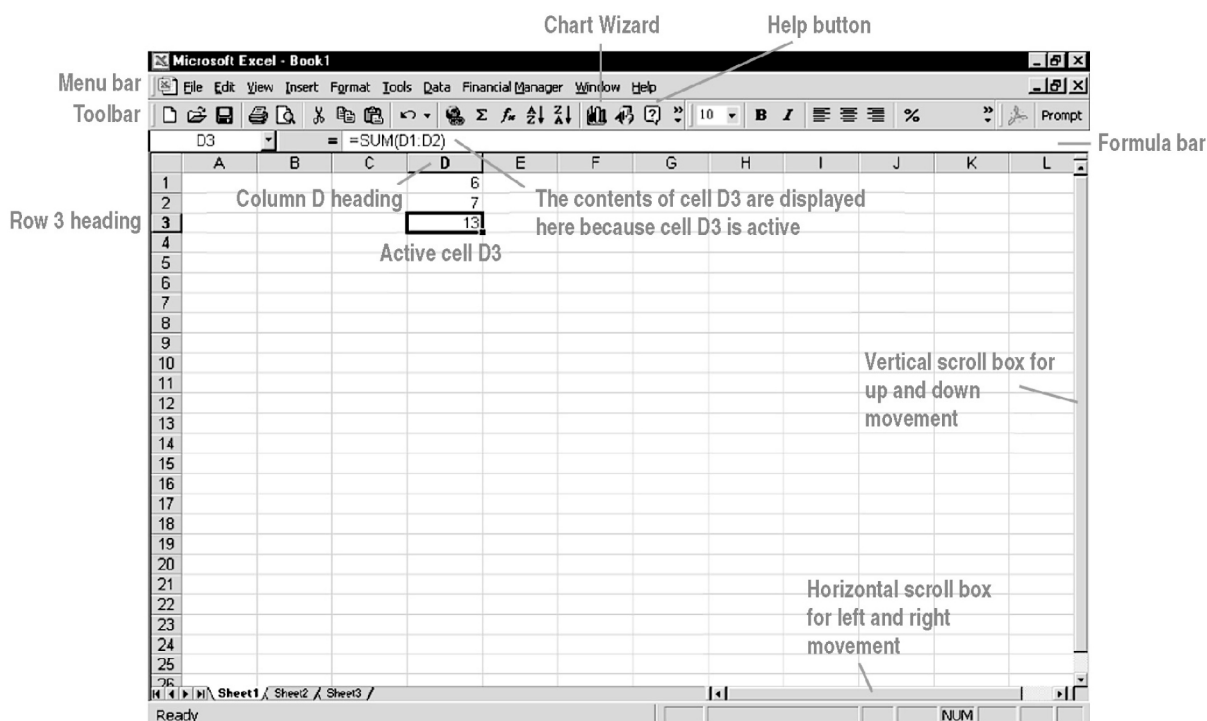 Chart Wizard Help button
Microsoft Excel - Book1
Menu bar File Edit View Insert Format Tools Data Financial Manager Window Help
Toolbar 10 B I % Prompt
D3 = =SUM(D1:D2) Formula bar
A B C D E F G H I J K L
1 6
Column D heading
The contents of cell D3 are displayed
2 7
here because cell D3 is active
Row 3 heading 3 13
4
Active cell D3
5
6
7
8
9
10
Vertical scroll box for
11
up and down
12
movement
13
14
15
16
17
18
19
20
21
Horizontal scroll box
22
for left and right
23
movement
24
25
26
Sheet1 Sheet2 Sheet3
Ready NUM